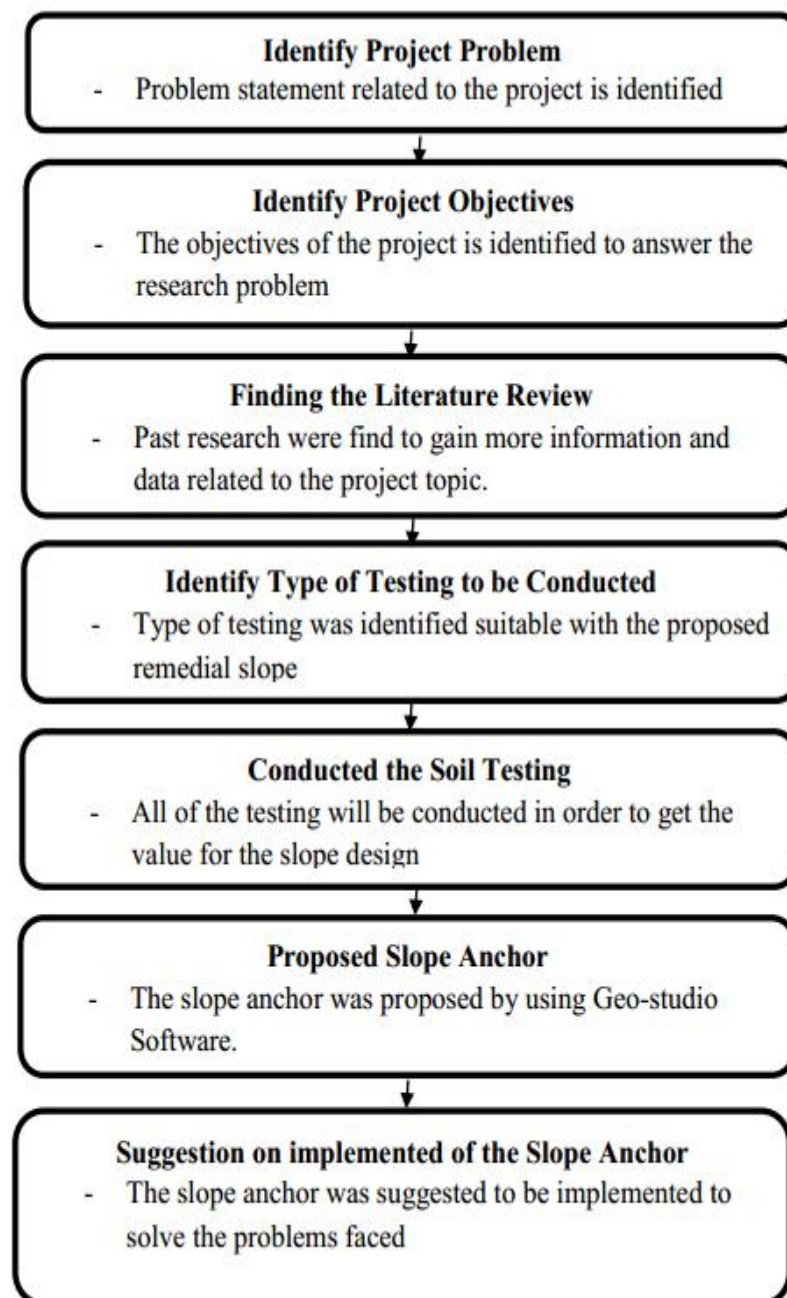 Identify Project Problem
- Problem statement related to the project is identified
Identify Project Objectives
- The objectives of the project is identified to answer the
research problem
Finding the Literature Review
- Past research were find to gain more information and
data related to the project topic.
Identify Type of Testing to be Conducted
- Type of testing was identified suitable with the proposed
remedial slope
Conducted the Soil Testing
- All of the testing will be conducted in order to get the
value for the slope design
Proposed Slope Anchor
- The slope anchor was proposed by using Geo-studio
Software.
Suggestion on implemented of the Slope Anchor
- The slope anchor was suggested to be implemented to
solve the problems faced